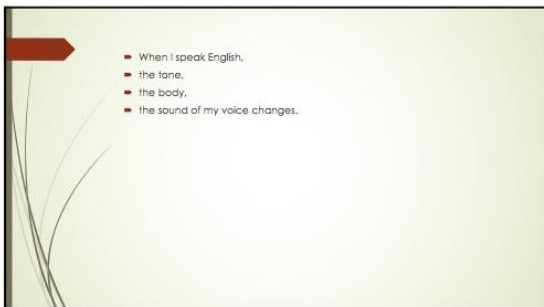 When I speak English,
the tone,
the body,
the sound of my voice changes.